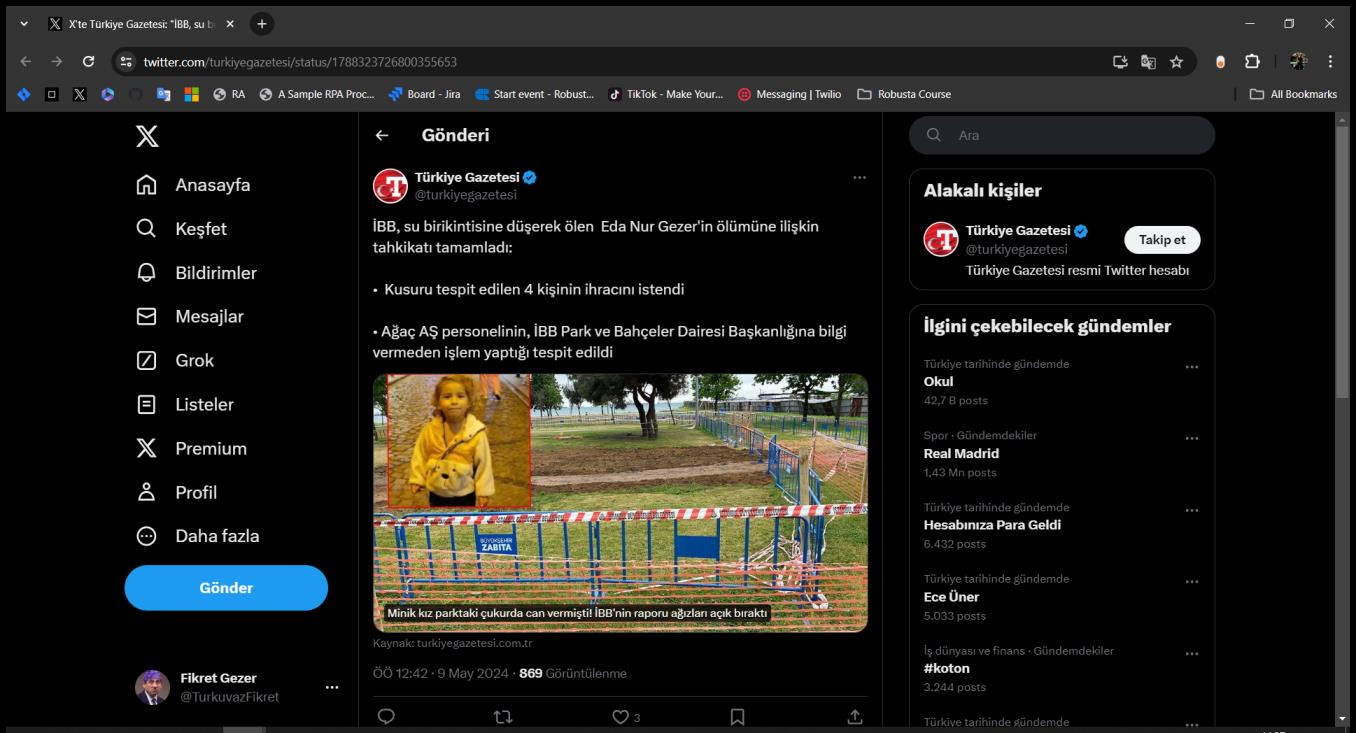 X'te Türkiye Gazetesi: "İBB, su b
twitter.com/turkiyegazetesi/status/1788323726800355653
RA
A Sample RPA Proc...
Board - Jira
Start event - Robust...
TikTok - Make Your...
Messaging | Twilio
Robusta Course
All Bookmarks
Anasayfa
Keşfet
Bildirimler
Mesajlar
Grok
Listeler
Premium
Profil
Daha fazla
Gönder
Fikret Gezer
@TurkuvazFikret
Gönderi
Türkiye Gazetesi
@turkiyegazetesi
İBB, su birikintisine düşerek ölen Eda Nur Gezer'in ölümüne ilişkin
tahkikatı tamamladı:
• Kusuru tespit edilen 4 kişinin ihracını istendi
• Ağaç AŞ personelinin, İBB Park ve Bahçeler Dairesi Başkanlığına bilgi
vermeden işlem yaptığı tespit edildi
BÜYÜKŞEHİR
ZABITA
Minik kız parktaki çukurda can vermişti! İBB'nin raporu ağızları açık bıraktı
Kaynak: turkiyegazetesi.com.tr
ÖÖ 12:42 · 9 May 2024 · 869 Görüntülenme
3
Ara
Alakalı kişiler
Türkiye Gazetesi
@turkiyegazetesi
Takip et
Türkiye Gazetesi resmi Twitter hesabı
İlgini çekebilecek gündemler
Türkiye tarihinde gündemde
Okul
42,7 B posts
Spor · Gündemdekiler
Real Madrid
1,43 Mn posts
Türkiye tarihinde gündemde
Hesabınıza Para Geldi
6.432 posts
Türkiye tarihinde gündemde
Ece Üner
5.033 posts
İş dünyası ve finans · Gündemdekiler
#koton
3.244 posts
Türkiye tarihinde gündemde